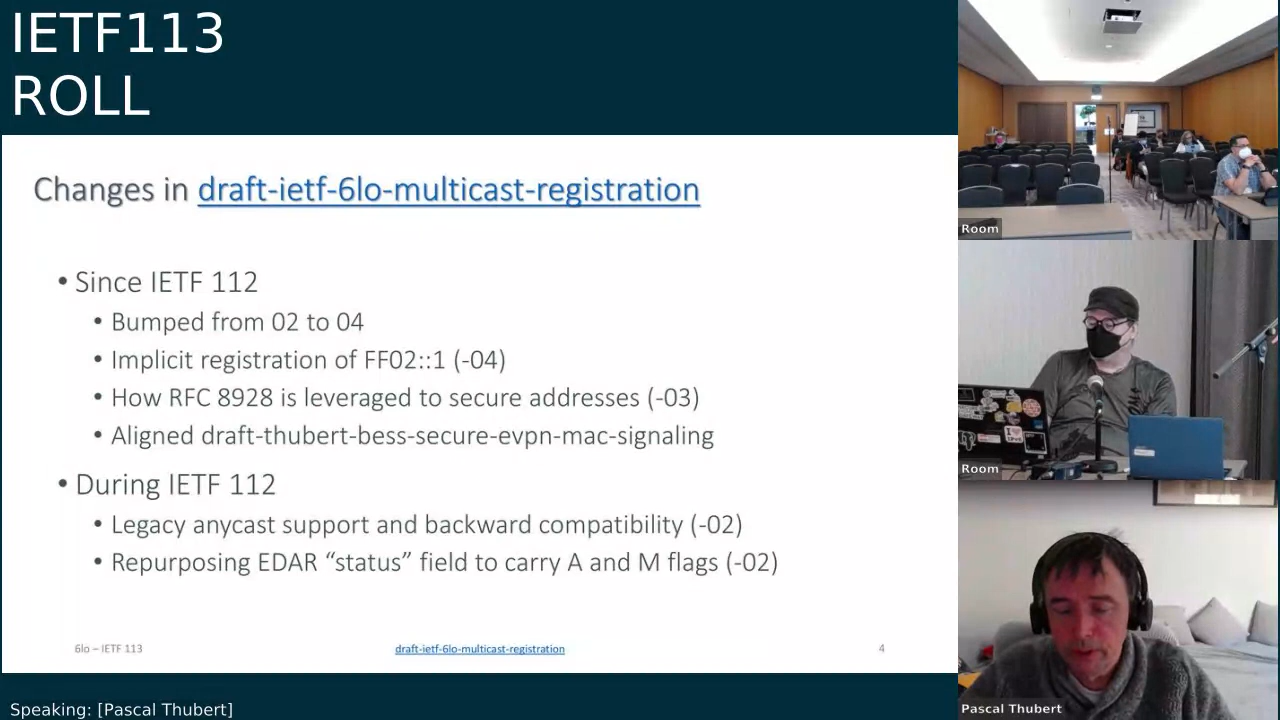 IETF113
ROLL
Changes in draft-ietf-6lo-multicast-registration
• Since IETF 112
• Bumped from 02 to 04
• Implicit registration of FF02::1 (-04)
• How RFC 8928 is leveraged to secure addresses (-03)
• Aligned draft-thubert-bess-secure-evpn-mac-signaling
• During IETF 112
• Legacy anycast support and backward compatibility (-02)
• Repurposing EDAR “status” field to carry A and M flags (-02)
6lo – IETF 113
draft-ietf-6lo-multicast-registration
4
Speaking: [Pascal Thubert]
Room
Room
Pascal Thubert